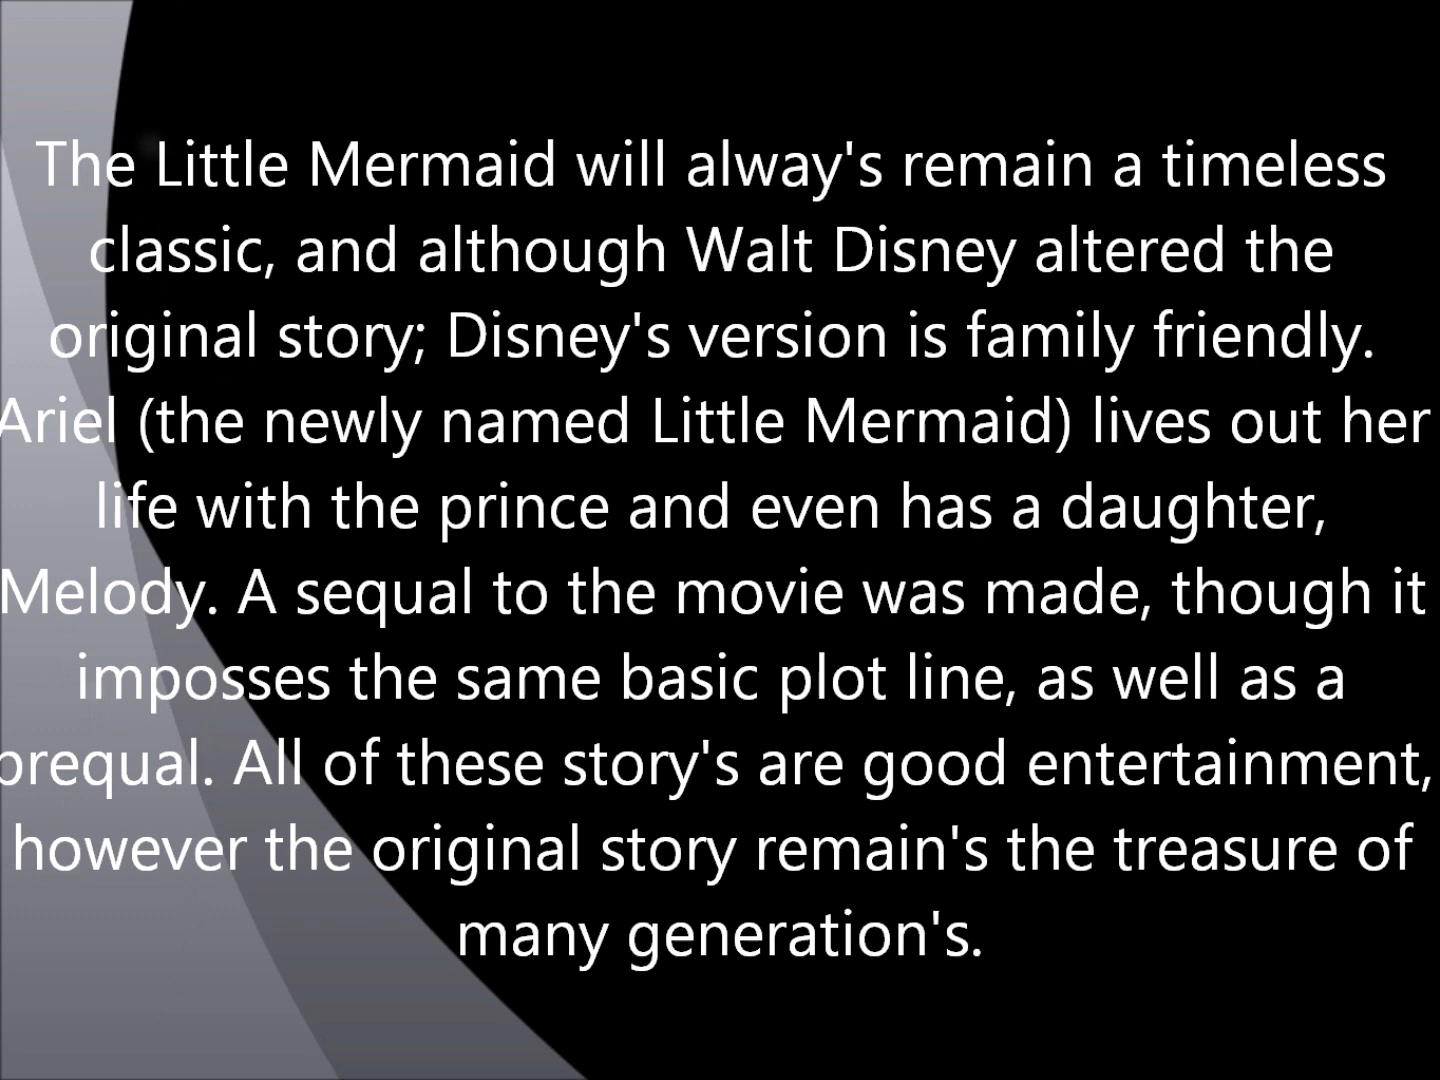 The Little Mermaid will alway's remain a timeless
classic, and although Walt Disney altered the
original story; Disney's version is family friendly.
Ariel (the newly named Little Mermaid) lives out her
life with the prince and even has a daughter,
Melody. A sequal to the movie was made, though it
imposses the same basic plot line, as well as a
prequal. All of these story's are good entertainment,
however the original story remain's the treasure of
many generation's.